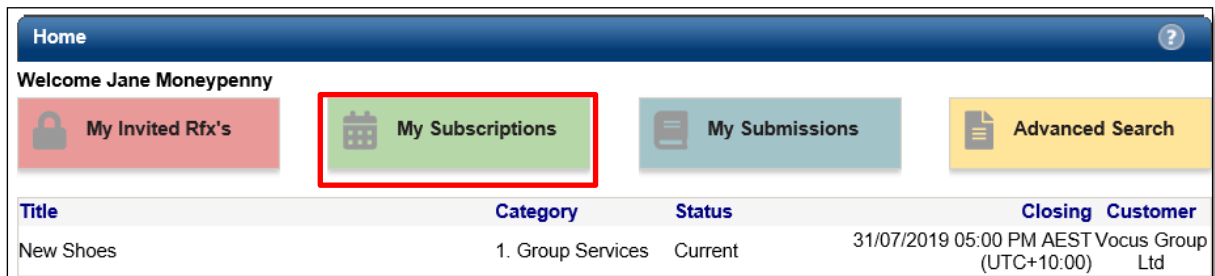 Home ?
Welcome Jane Moneypenny
My Invited Rfx's My Subscriptions My Submissions Advanced Search
Title Category Status Closing Customer
New Shoes 1. Group Services Current 31/07/2019 05:00 PM AEST Vocus Group
(UTC+10:00) Ltd